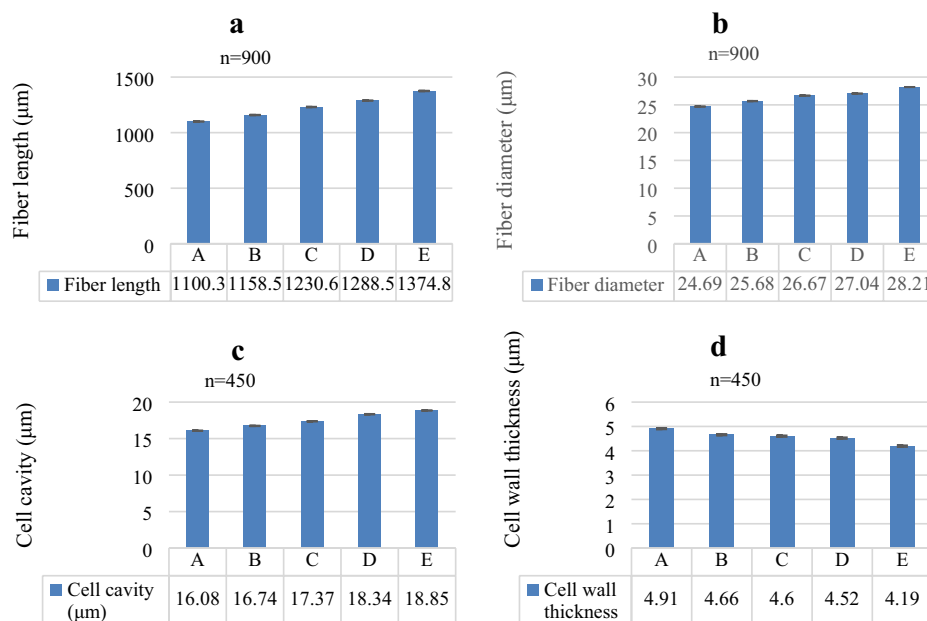 a
n=900
Fiber length (μm)
1500
1000
500
0
A B C D E
Fiber length 1100.3 1158.5 1230.6 1288.5 1374.8
b
n=900
Fiber diameter (μm)
30
25
20
15
10
5
0
A B C D E
Fiber diameter 24.69 25.68 26.67 27.04 28.21
c
n=450
Cell cavity (μm)
20
15
10
5
0
A B C D E
Cell cavity
(μm)
16.08 16.74 17.37 18.34 18.85
d
n=450
Cell wall thickness (μm)
6
5
4
3
2
1
0
A B C D E
Cell wall
thickness
4.91 4.66 4.6 4.52 4.19